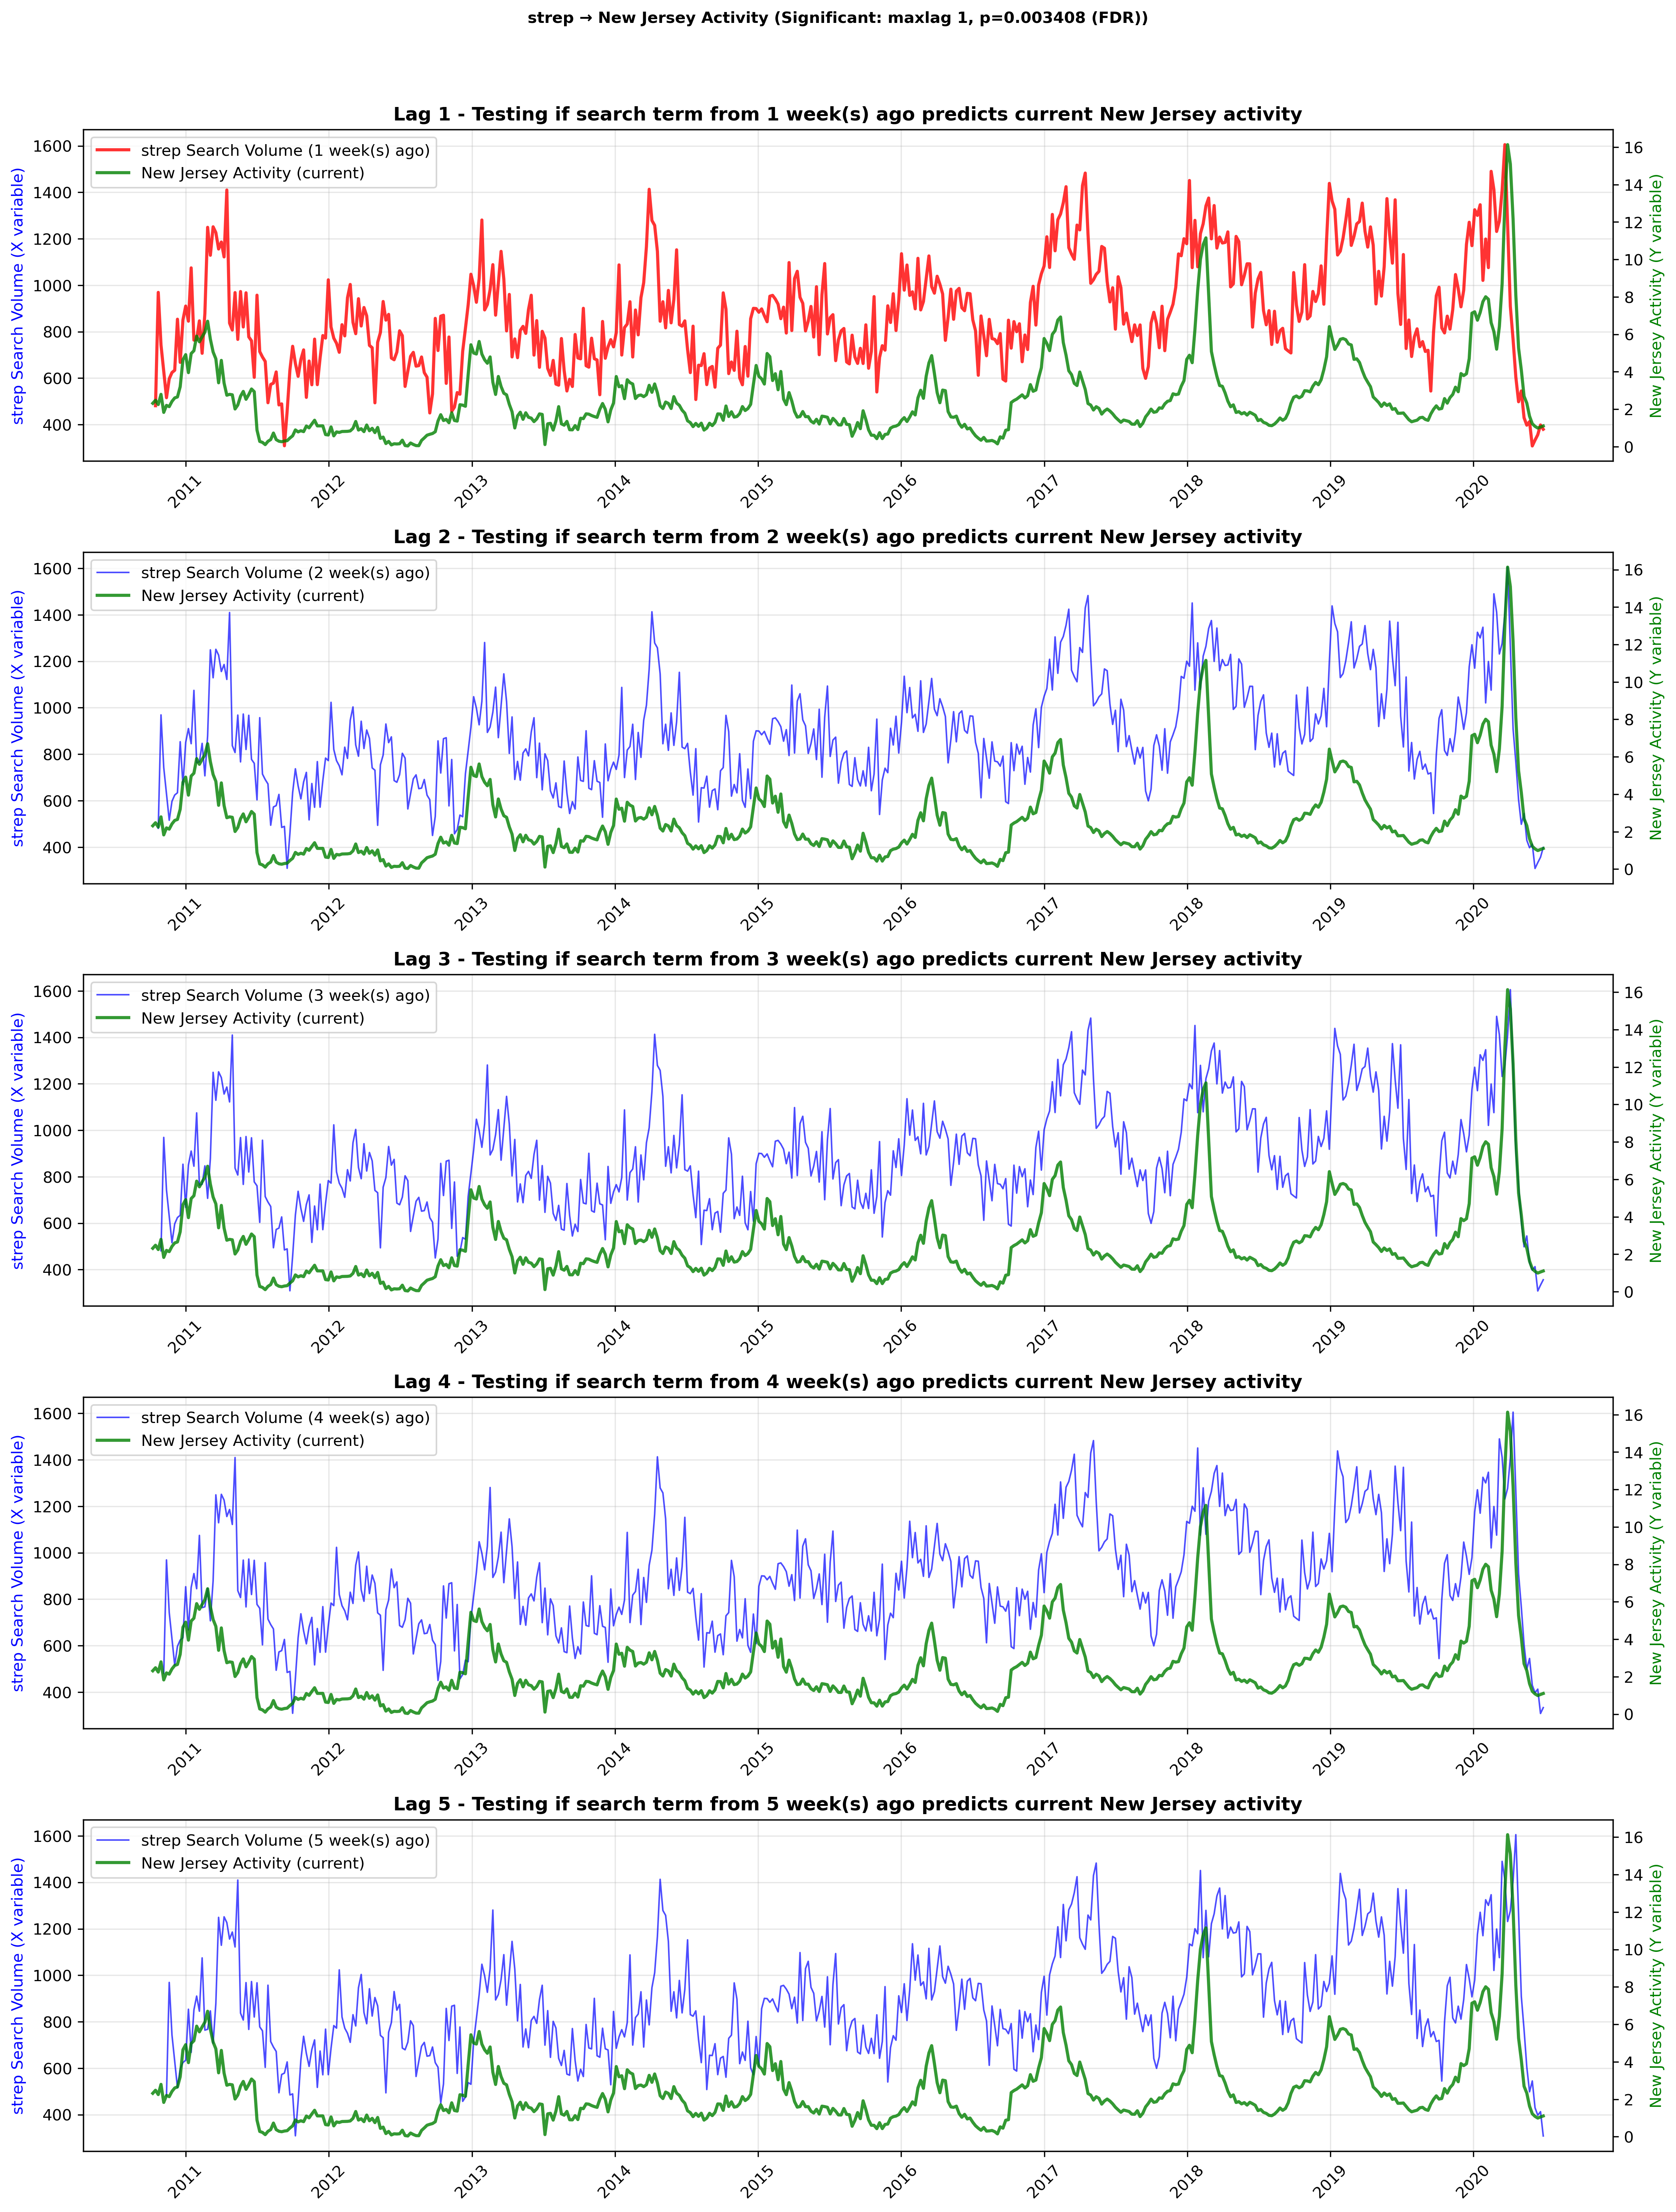 strep → New Jersey Activity (Significant: maxlag 1, p=0.003408 (FDR))
Lag 1 - Testing if search term from 1 week(s) ago predicts current New Jersey activity
strep Search Volume (1 week(s) ago)
New Jersey Activity (current)
strep Search Volume (X variable)
1600
1400
1200
1000
800
600
400
16
14
12
10
8
6
4
2
0
New Jersey Activity (Y variable)
2011 2012 2013 2014 2015 2016 2017 2018 2019 2020
Lag 2 - Testing if search term from 2 week(s) ago predicts current New Jersey activity
strep Search Volume (2 week(s) ago)
New Jersey Activity (current)
strep Search Volume (X variable)
1600
1400
1200
1000
800
600
400
16
14
12
10
8
6
4
2
0
New Jersey Activity (Y variable)
2011 2012 2013 2014 2015 2016 2017 2018 2019 2020
Lag 3 - Testing if search term from 3 week(s) ago predicts current New Jersey activity
strep Search Volume (3 week(s) ago)
New Jersey Activity (current)
strep Search Volume (X variable)
1600
1400
1200
1000
800
600
400
16
14
12
10
8
6
4
2
0
New Jersey Activity (Y variable)
2011 2012 2013 2014 2015 2016 2017 2018 2019 2020
Lag 4 - Testing if search term from 4 week(s) ago predicts current New Jersey activity
strep Search Volume (4 week(s) ago)
New Jersey Activity (current)
strep Search Volume (X variable)
1600
1400
1200
1000
800
600
400
16
14
12
10
8
6
4
2
0
New Jersey Activity (Y variable)
2011 2012 2013 2014 2015 2016 2017 2018 2019 2020
Lag 5 - Testing if search term from 5 week(s) ago predicts current New Jersey activity
strep Search Volume (5 week(s) ago)
New Jersey Activity (current)
strep Search Volume (X variable)
1600
1400
1200
1000
800
600
400
16
14
12
10
8
6
4
2
0
New Jersey Activity (Y variable)
2011 2012 2013 2014 2015 2016 2017 2018 2019 2020